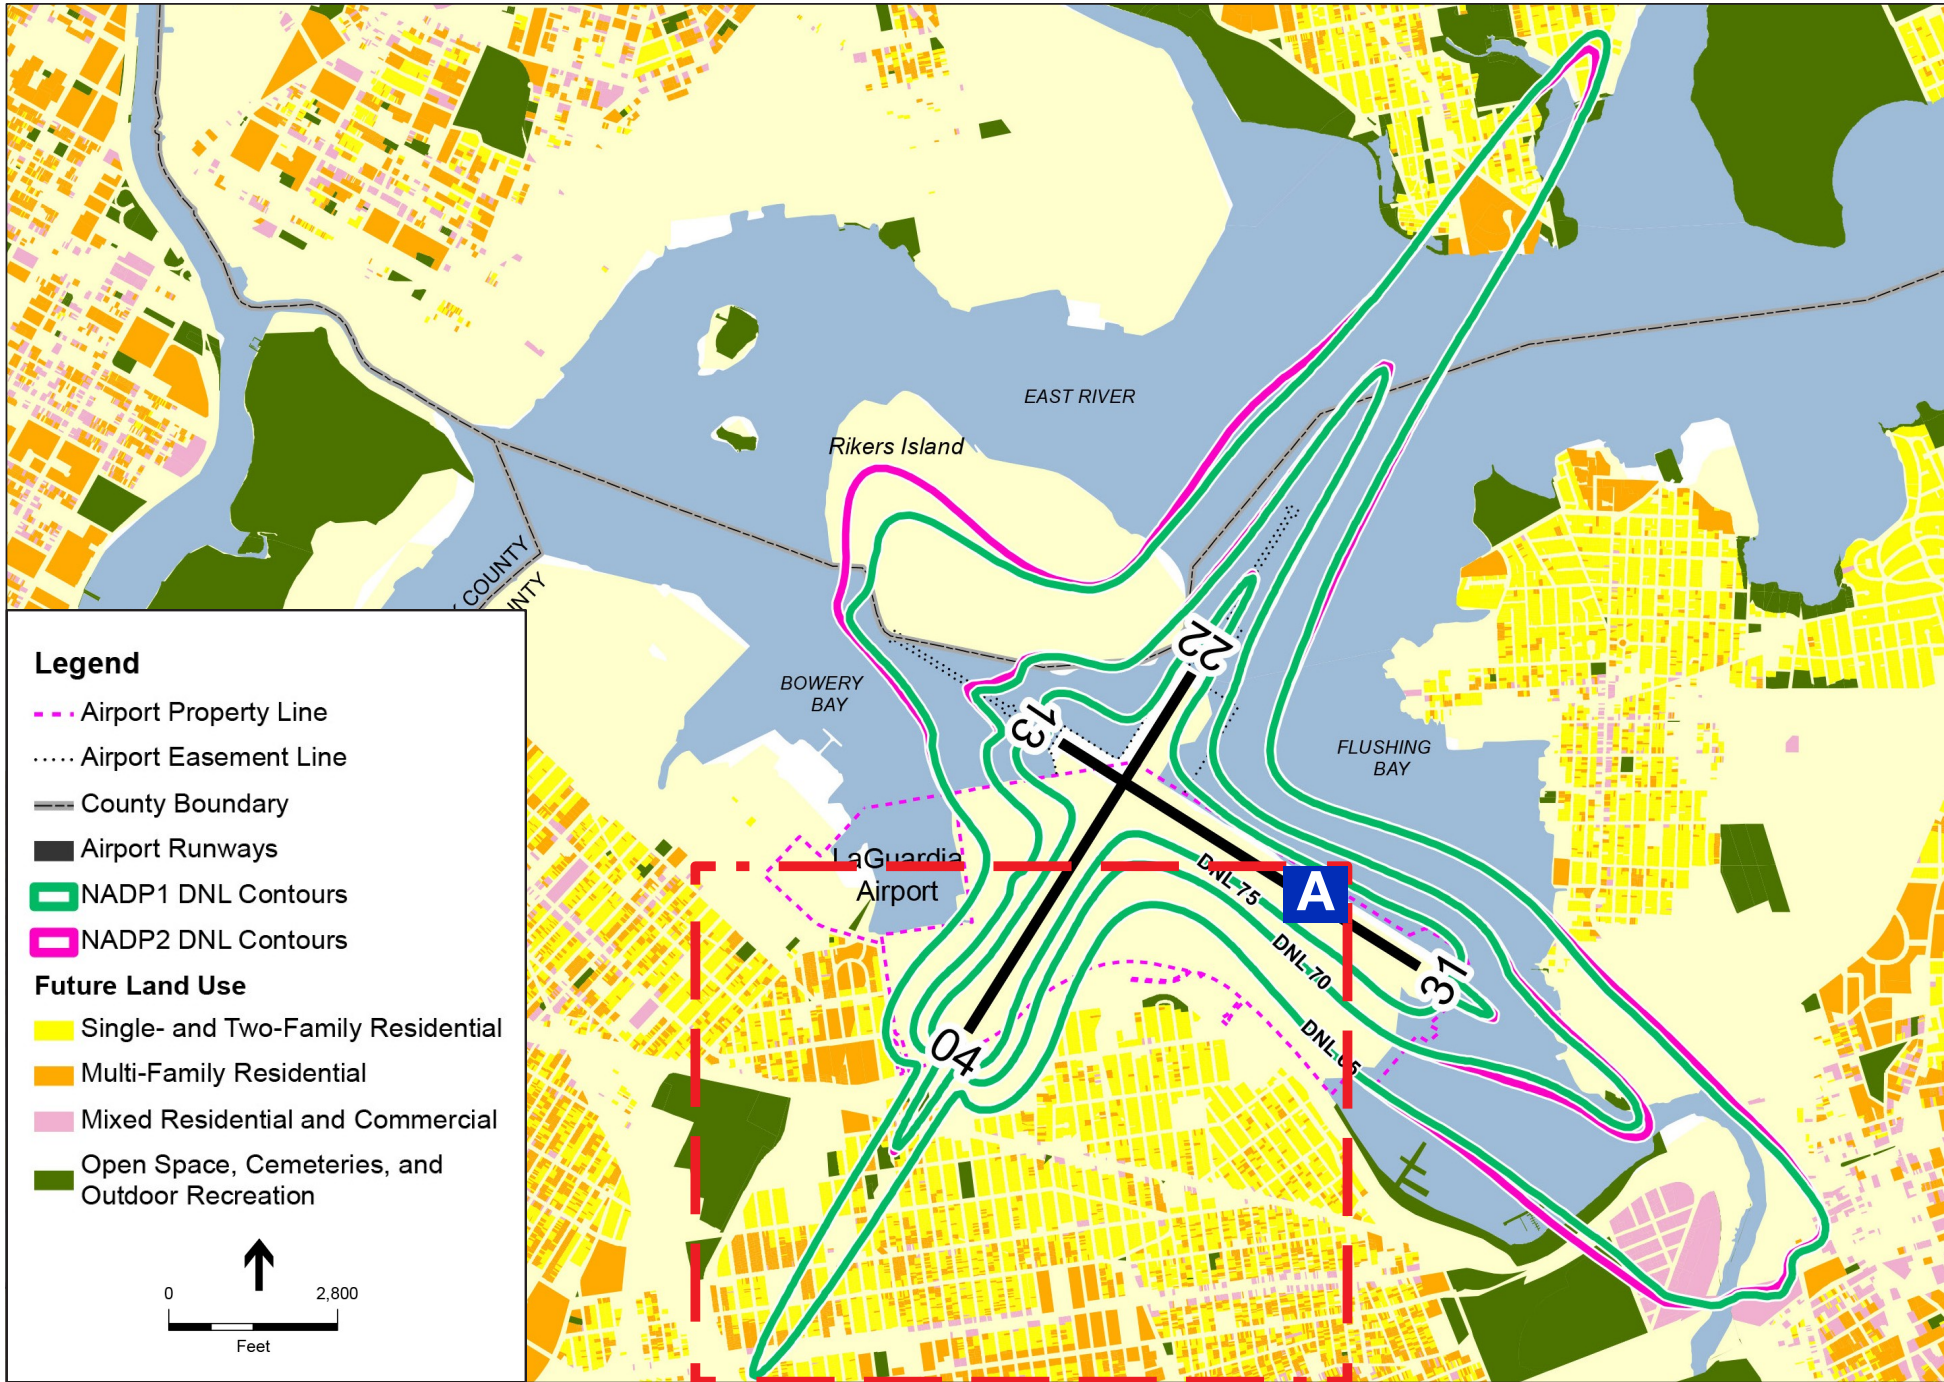 EAST RIVER
Rikers Island
COUNTY
NTY
22
BOWERY
BAY
13
FLUSHING
BAY
LaGuardia
Airport
DNL 75
A
DNL 70
31
DNL 65
04
Legend
Airport Property Line
Airport Easement Line
County Boundary
Airport Runways
NADP1 DNL Contours
NADP2 DNL Contours
Future Land Use
Single- and Two-Family Residential
Multi-Family Residential
Mixed Residential and Commercial
Open Space, Cemeteries, and
Outdoor Recreation
0 2,800
Feet